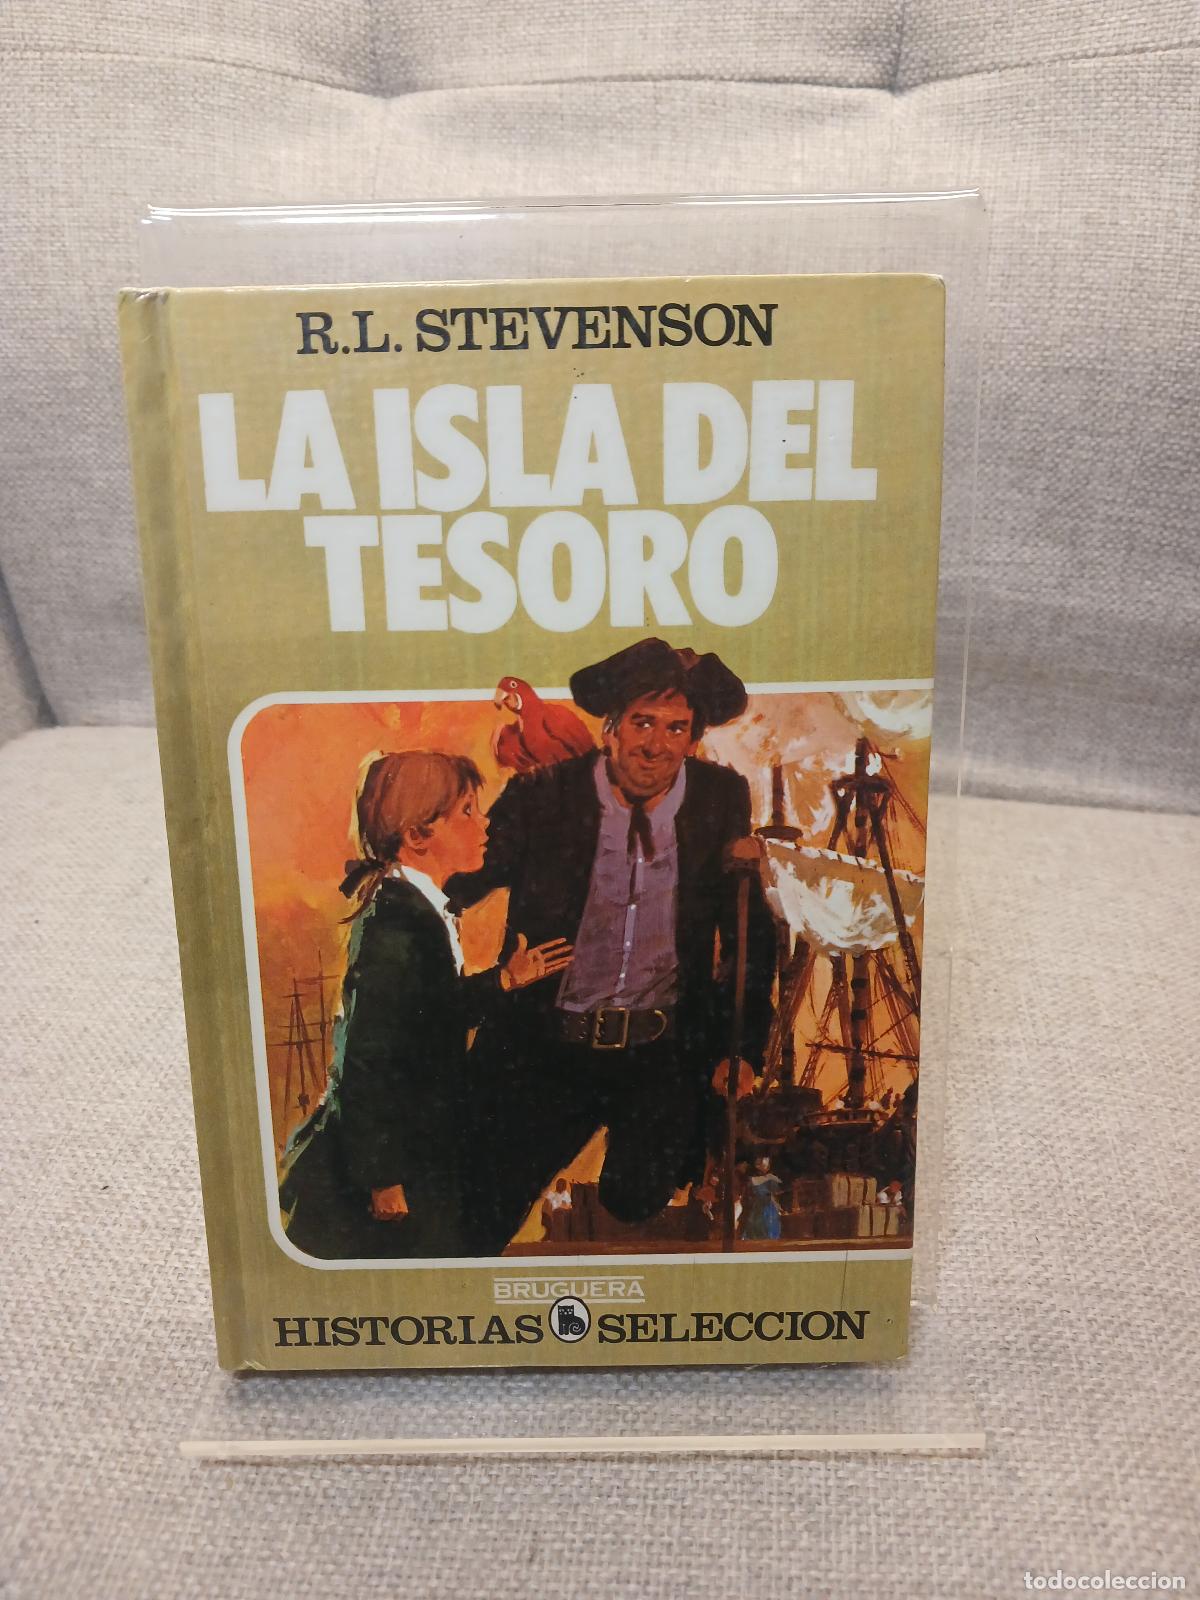 R.L. STEVENSON
LA ISLA DEL
TESORO
BRUGUERA
HISTORIAS SELECCION
todocoleccion